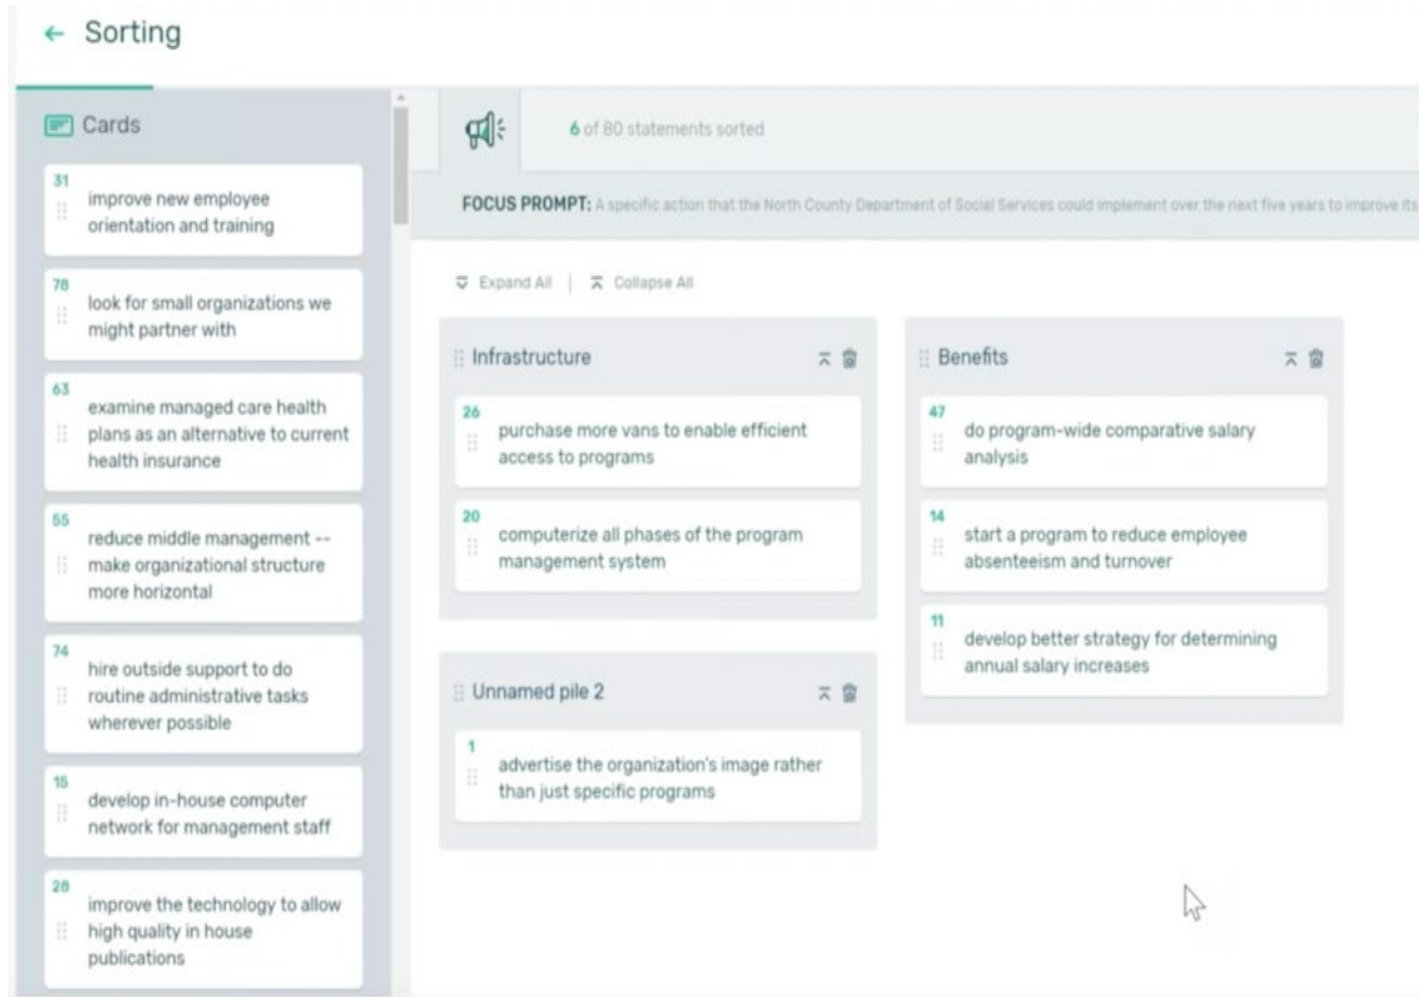 Sorting
Cards
31
improve new employee
orientation and training
78
look for small organizations we
might partner with
63
examine managed care health
plans as an alternative to current
health insurance
55
reduce middle management --
make organizational structure
more horizontal
74
hire outside support to do
routine administrative tasks
wherever possible
15
develop in-house computer
network for management staff
28
improve the technology to allow
high quality in house
publications
6 of 80 statements sorted
FOCUS PROMPT: A specific action that the North County Department of Social Services could implement over the next five years to improve its
Expand All | Collapse All
Infrastructure
26
purchase more vans to enable efficient
access to programs
20
computerize all phases of the program
management system
Unnamed pile 2
1
advertise the organization's image rather
than just specific programs
Benefits
47
do program-wide comparative salary
analysis
14
start a program to reduce employee
absenteeism and turnover
11
develop better strategy for determining
annual salary increases